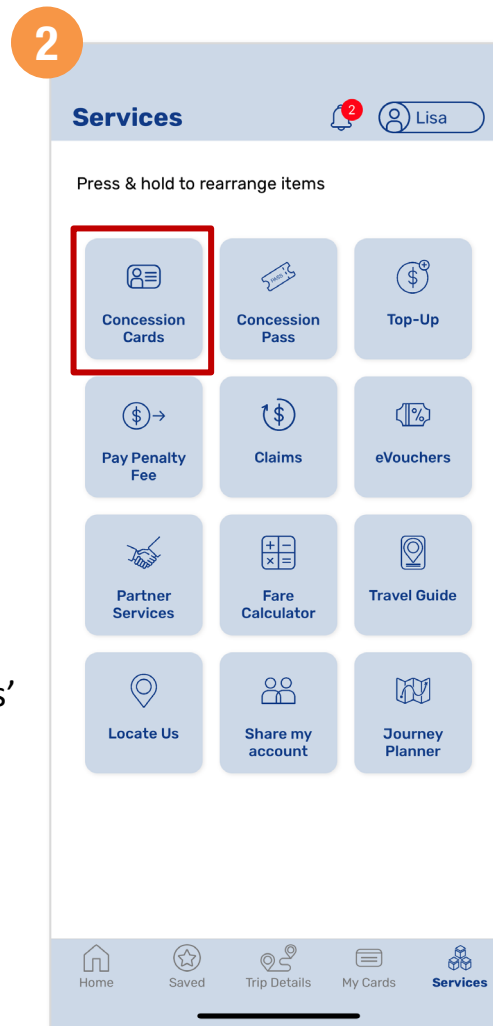 2
Services
2
Lisa
Press & hold to rearrange items
Concession
Cards
PASS
Concession
Pass
Top-Up
Pay Penalty
Fee
Claims
eVouchers
Partner
Services
Fare
Calculator
Travel Guide
s’
Locate Us
Share my
account
Journey
Planner
Home
Saved
Trip Details
My Cards
Services